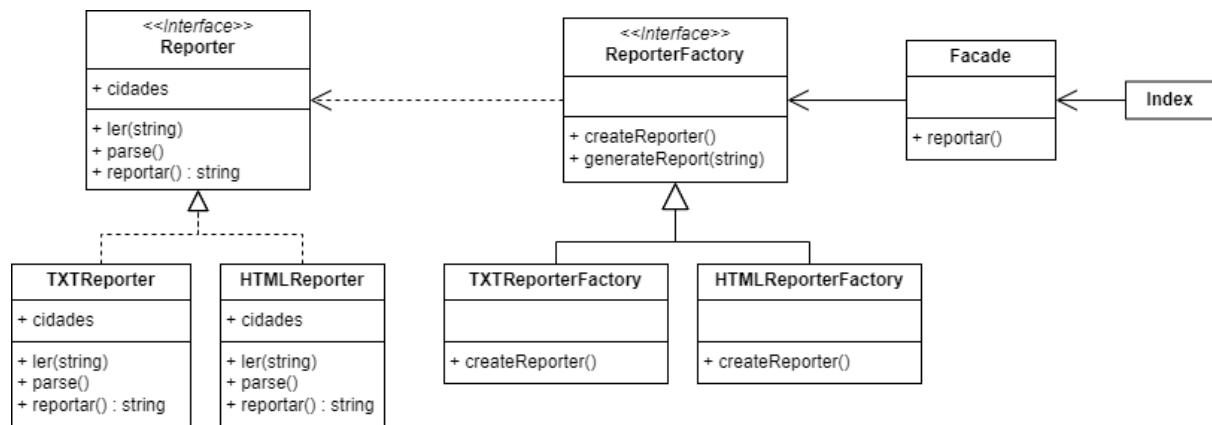 <<Interface>>
Reporter
+ cidades
+ ler(string)
+ parse()
+ reportar() : string
<<Interface>>
ReporterFactory
+ createReporter()
+ generateReport(string)
Facade
+ reportar()
Index
TXTReporter
+ cidades
+ ler(string)
+ parse()
+ reportar() : string
HTMLReporter
+ cidades
+ ler(string)
+ parse()
+ reportar() : string
TXTReporterFactory
+ createReporter()
HTMLReporterFactory
+ createReporter()